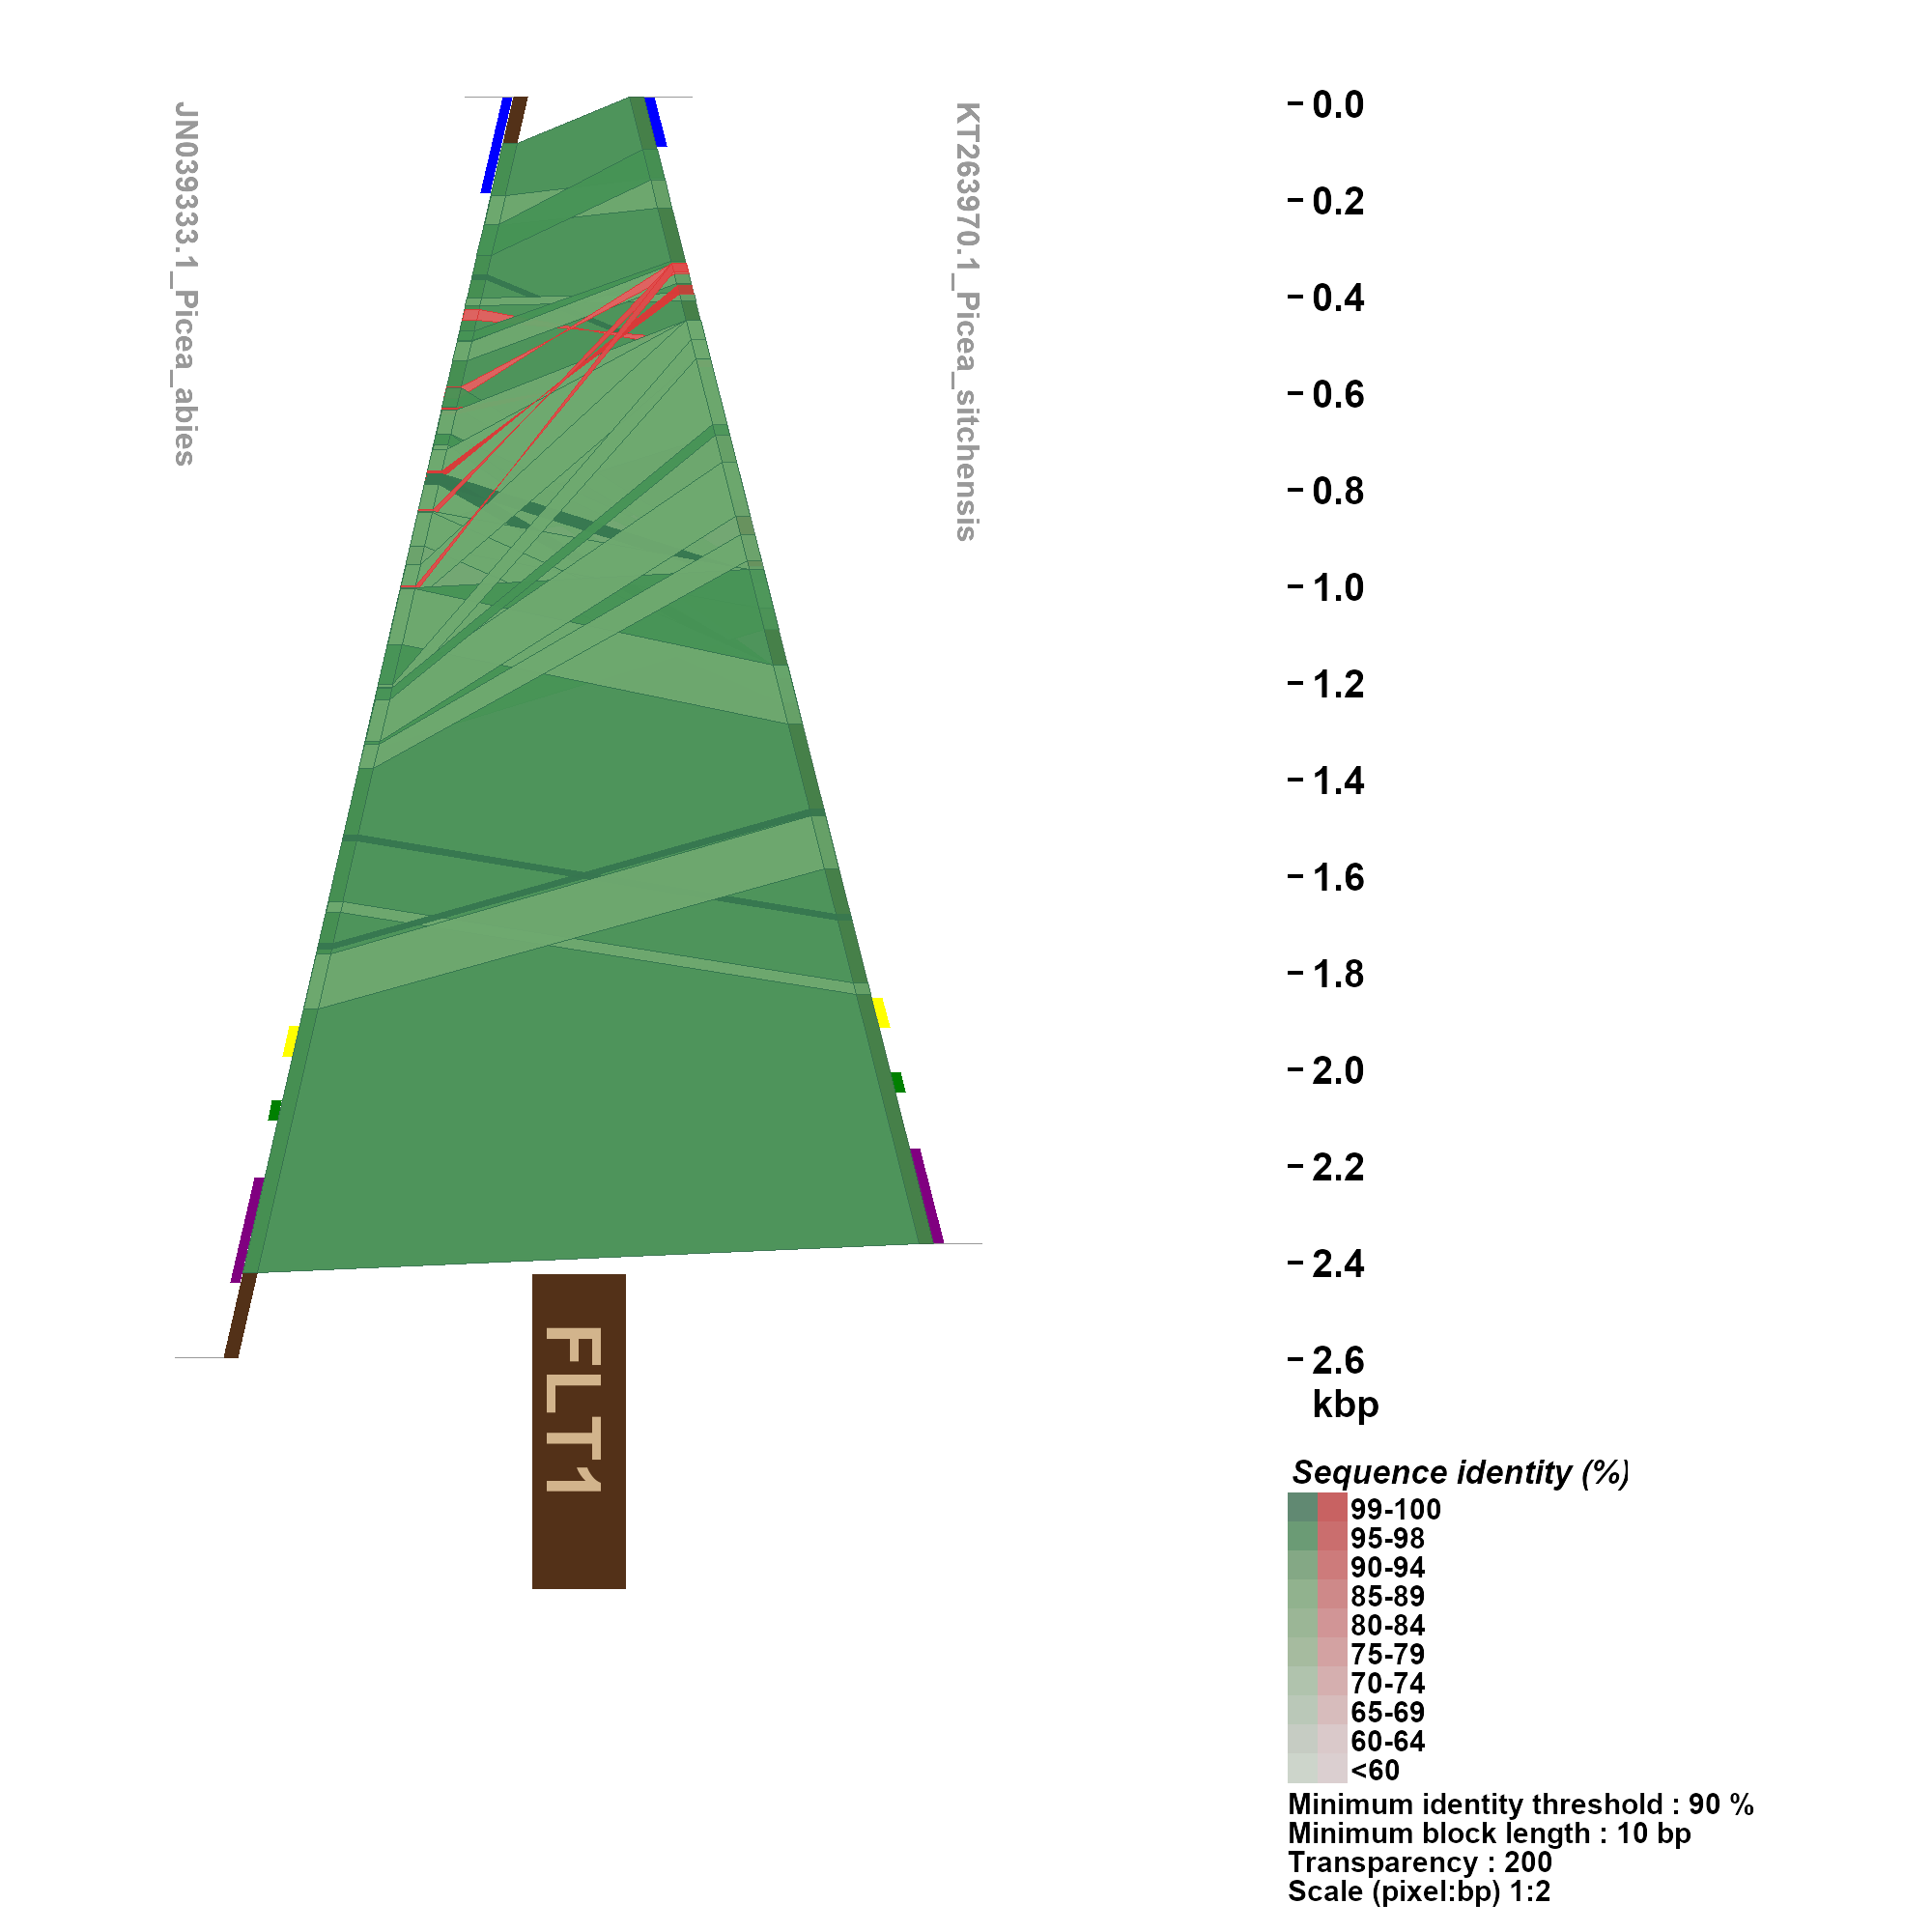 JN039333.1_Picea_abies
KT263970.1_Picea_sitchensis
0.0
0.2
0.4
0.6
0.8
1.0
1.2
1.4
1.6
1.8
2.0
2.2
2.4
2.6
kbp
FLT1
Sequence identity (%)
99-100
95-98
90-94
85-89
80-84
75-79
70-74
65-69
60-64
<60
Minimum identity threshold : 90 %
Minimum block length : 10 bp
Transparency : 200
Scale (pixel:bp) 1:2